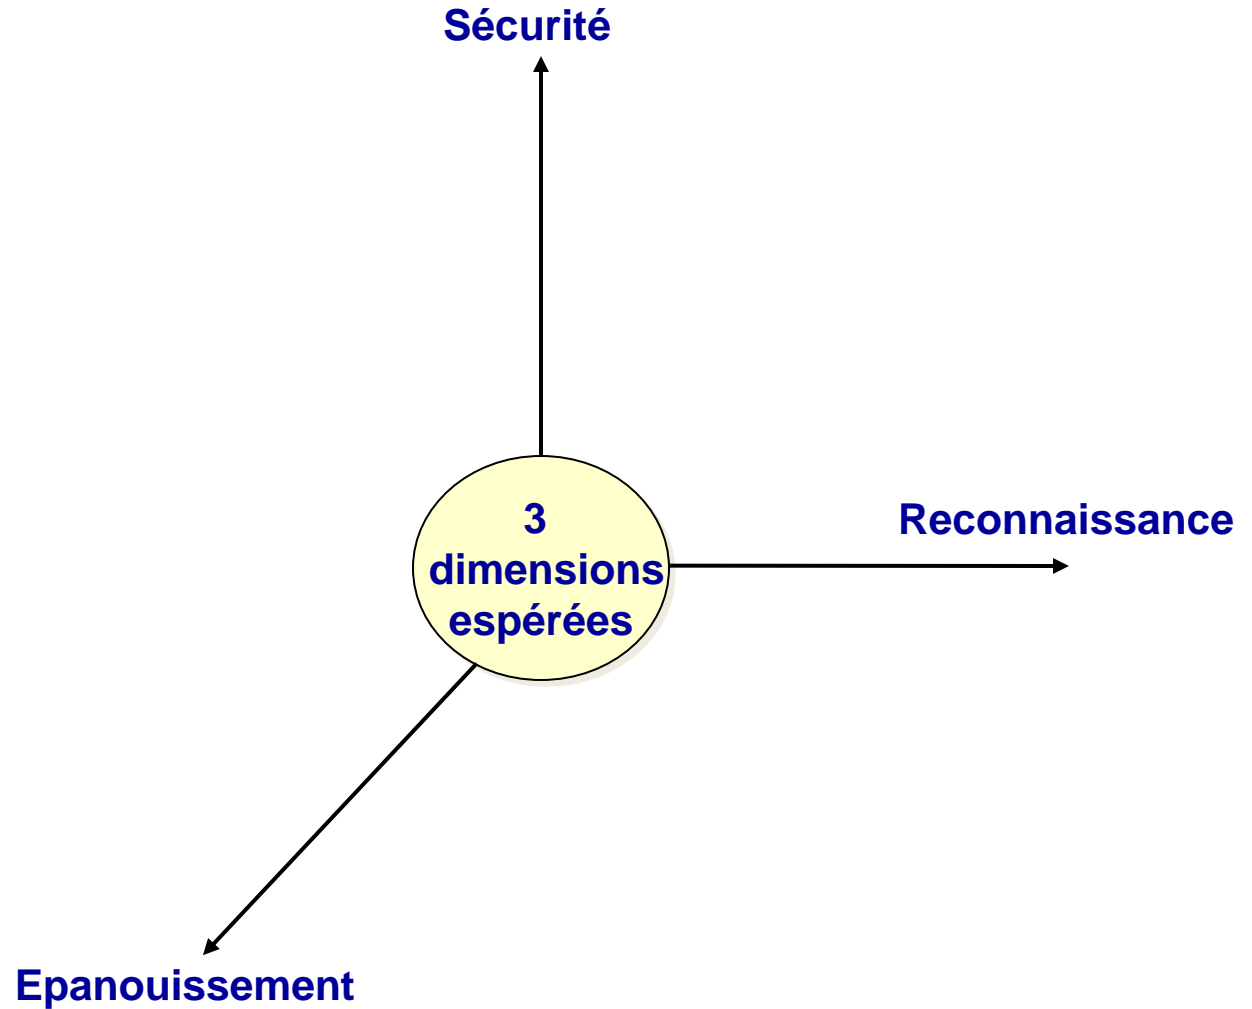 Sécurité
3
dimensions
espérées
Reconnaissance
Epanouissement